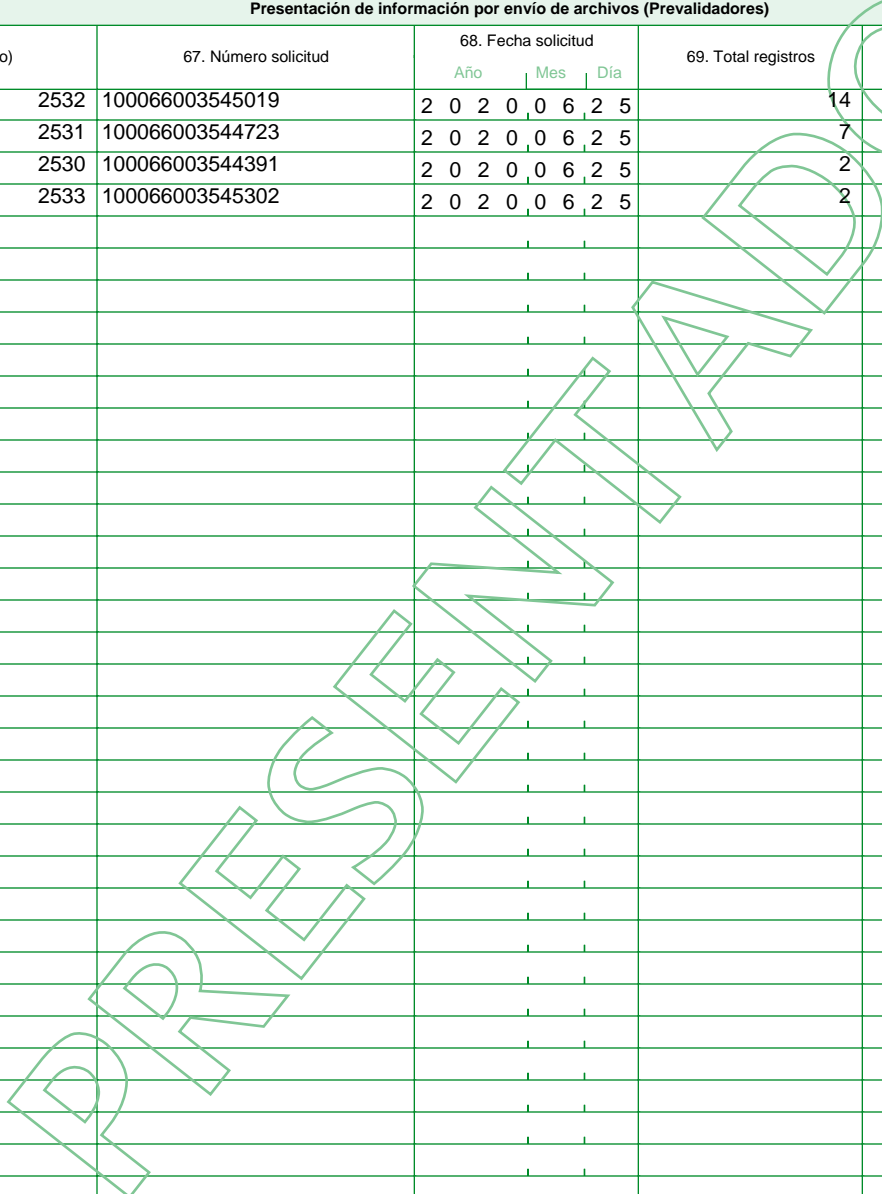 Presentación de información por envío de archivos (Prevalidadores)
o) 67. Número solicitud 68. Fecha solicitud 69. Total registros
Año Mes Día
2532 100066003545019 2 0 2 0 0 6 2 5 14
2531 100066003544723 2 0 2 0 0 6 2 5 7
2530 100066003544391 2 0 2 0 0 6 2 5 2
2533 100066003545302 2 0 2 0 0 6 2 5 2
PRESENTADO